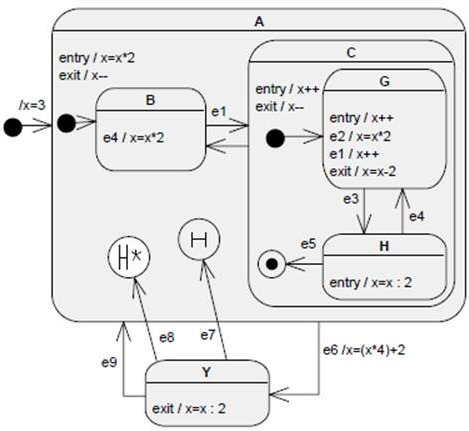 A
entry / x=x*2
exit / x--
/x=3
B
e4 / x=x*2
e1
C
entry / x++
exit / x--
G
entry / x++
e2 / x=x*2
e1 / x++
exit / x=x-2
e3
e4
H
entry / x=x : 2
e5
H*
H
e9
e8
e7
e6 /x=(x*4)+2
Y
exit / x=x : 2